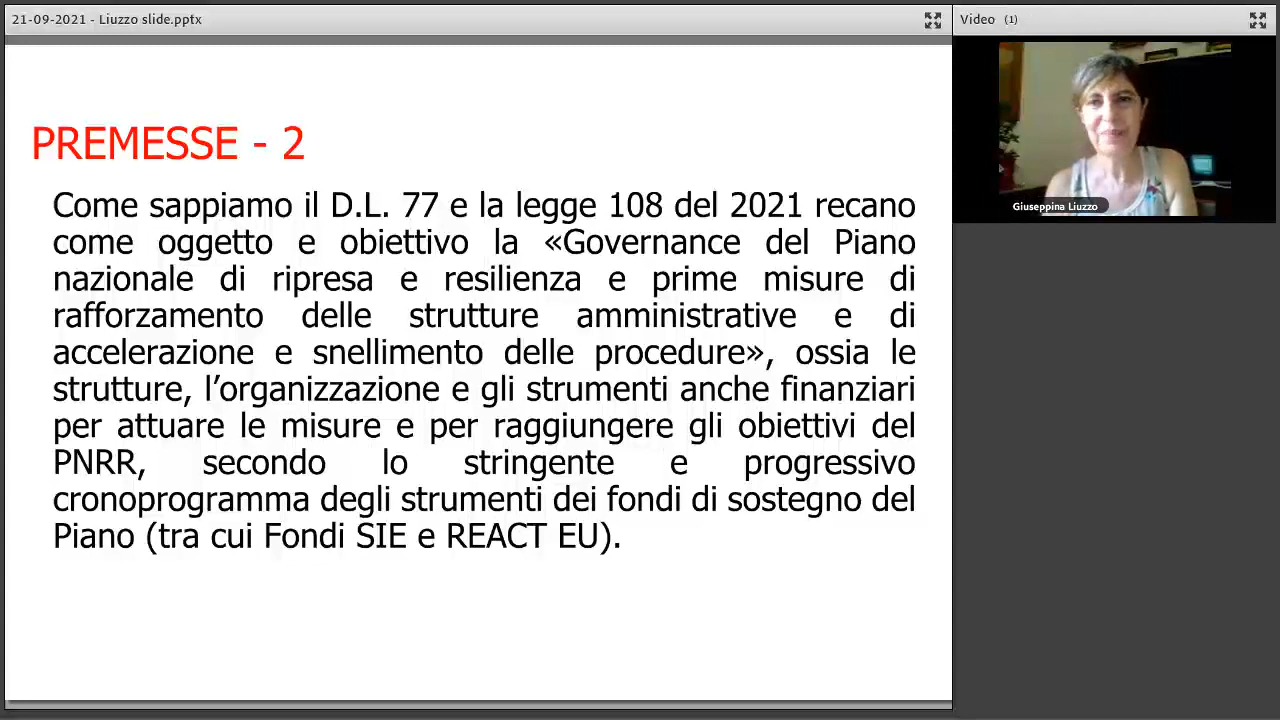 21-09-2021 - Liuzzo slide.pptx
Video (1)
PREMESSE - 2
Come sappiamo il D.L. 77 e la legge 108 del 2021 recano
come oggetto e obiettivo la «Governance del Piano
nazionale di ripresa e resilienza e prime misure di
rafforzamento delle strutture amministrative e di
accelerazione e snellimento delle procedure», ossia le
strutture, l’organizzazione e gli strumenti anche finanziari
per attuare le misure e per raggiungere gli obiettivi del
PNRR, secondo lo stringente e progressivo
cronoprogramma degli strumenti dei fondi di sostegno del
Piano (tra cui Fondi SIE e REACT EU).
Giuseppina Liuzzo